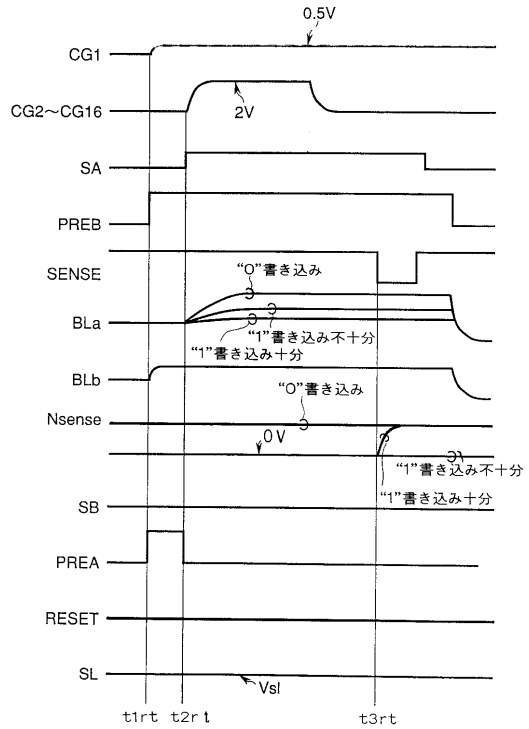 0.5V
CG1
CG2～CG16
2V
SA
PREB
SENSE
“0”書き込み
BLa
“1”書き込み不十分
“1”書き込み十分
BLb
“0”書き込み
Nsense
0V
“1”書き込み不十分
“1”書き込み十分
SB
PREA
RESET
SL
Vsl
t1rt
t2rt
t3rt